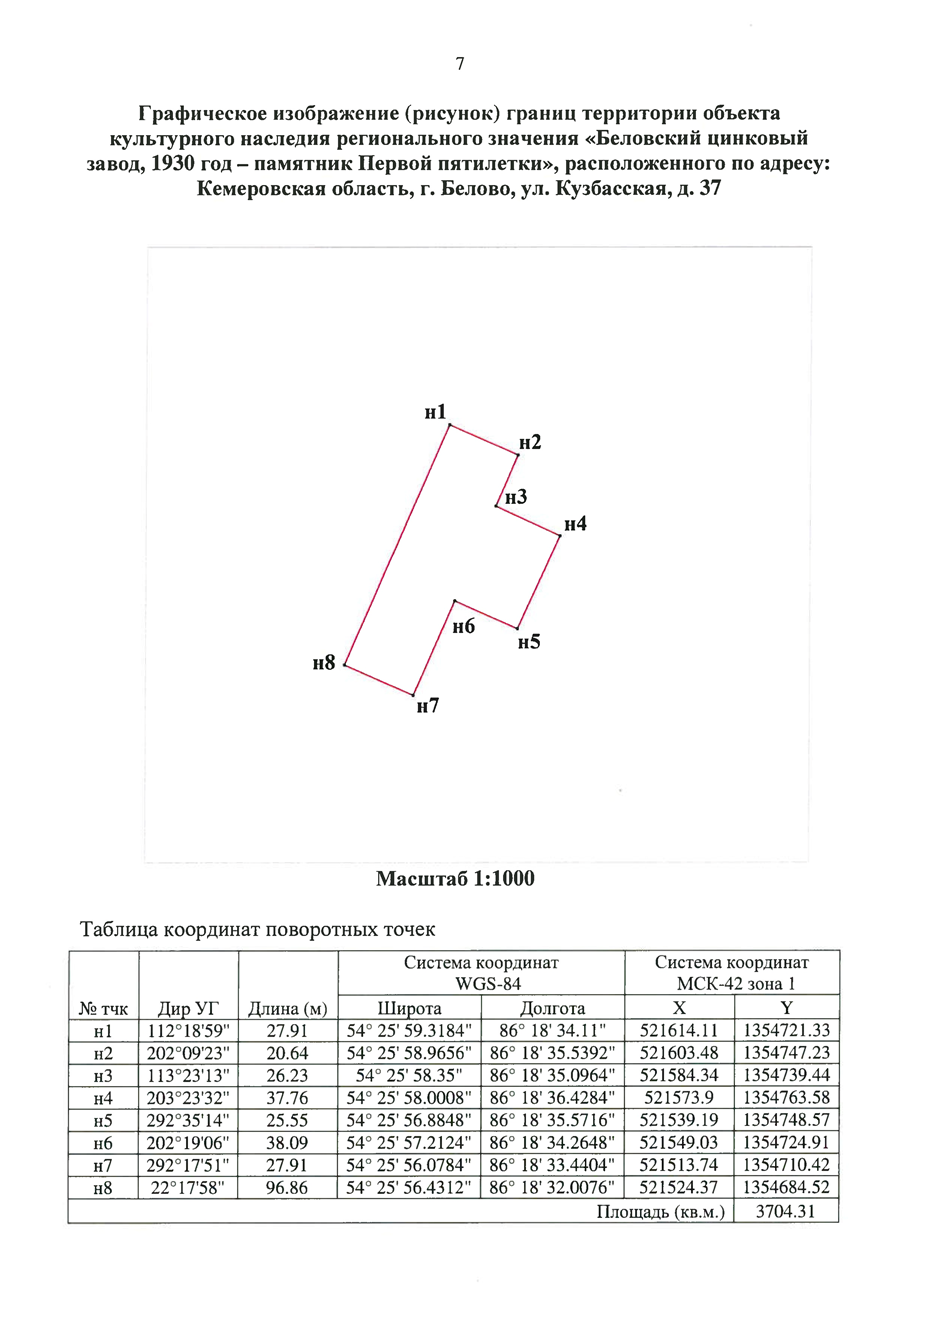 7
Графическое изображение (рисунок) границ территории объекта
культурного наследия регионального значения «Беловский цинковый
завод, 1930 год – памятник Первой пятилетки», расположенного по адресу:
Кемеровская область, г. Белово, ул. Кузбасская, д. 37
н1
н2
н3
н4
н6
н5
н8
н7
Масштаб 1:1000
Таблица координат поворотных точек
№ тчк Дир УГ Длина (м) Система координат WGS-84 Система координат МСК-42 зона 1
Широта Долгота X Y
н1 112°18'59" 27.91 54° 25' 59.3184" 86° 18' 34.11" 521614.11 1354721.33
н2 202°09'23" 20.64 54° 25' 58.9656" 86° 18' 35.5392" 521603.48 1354747.23
н3 113°23'13" 26.23 54° 25' 58.35" 86° 18' 35.0964" 521584.34 1354739.44
н4 203°23'32" 37.76 54° 25' 58.0008" 86° 18' 36.4284" 521573.9 1354763.58
н5 292°35'14" 25.55 54° 25' 56.8848" 86° 18' 35.5716" 521539.19 1354748.57
н6 202°19'06" 38.09 54° 25' 57.2124" 86° 18' 34.2648" 521549.03 1354724.91
н7 292°17'51" 27.91 54° 25' 56.0784" 86° 18' 33.4404" 521513.74 1354710.42
н8 22°17'58" 96.86 54° 25' 56.4312" 86° 18' 32.0076" 521524.37 1354684.52
Площадь (кв.м.) 3704.31